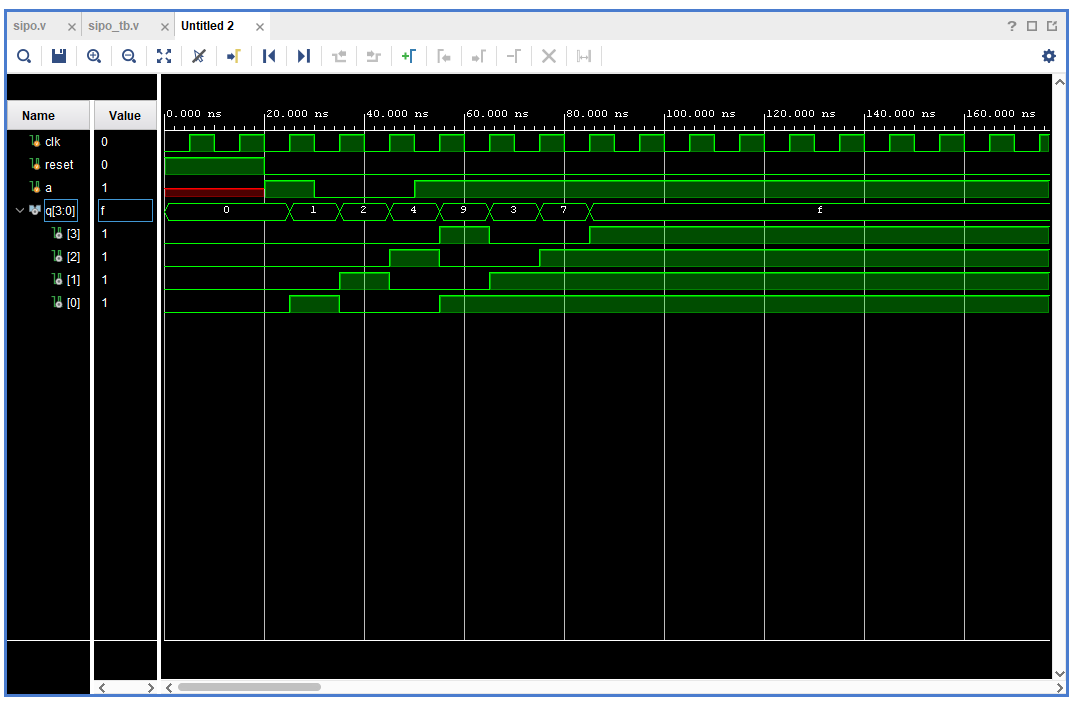 sipo.v × sipo_tb.v × Untitled 2 ×
Name Value
0.000 ns 20.000 ns 40.000 ns 60.000 ns 80.000 ns 100.000 ns 120.000 ns 140.000 ns 160.000 ns
clk 0
reset 0
a 1
q[3:0] f 0 1 2 4 9 3 7 f
[3] 1
[2] 1
[1] 1
[0] 1